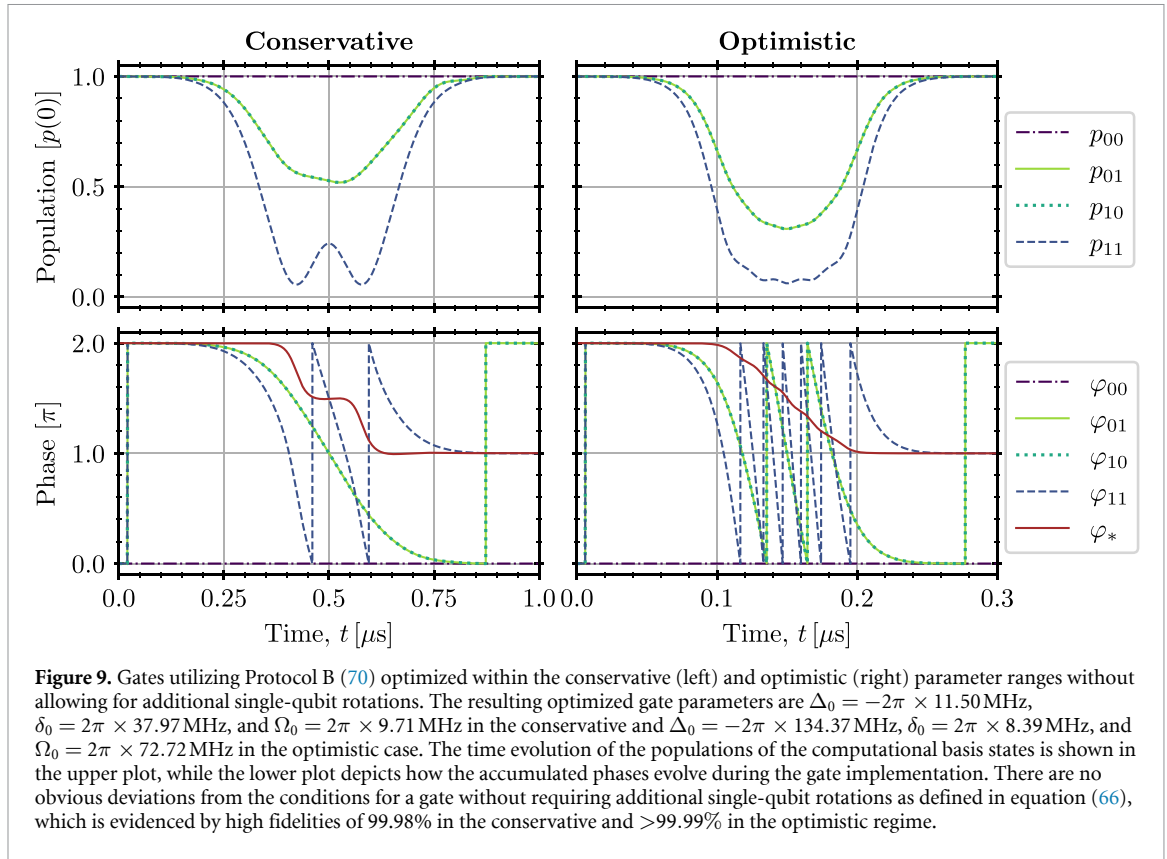 Conservative
Optimistic
Population [p(0)]
1.0
0.5
0.0
p₀₀
p₀₁
p₁₀
p₁₁
Phase [π]
2.0
1.0
0.0
0.0 0.25 0.5 0.75 1.0
0.0 0.1 0.2 0.3
Time, t [μs]
Time, t [μs]
φ₀₀
φ₀₁
φ₁₀
φ₁₁
φ∗
Figure 9. Gates utilizing Protocol B (70) optimized within the conservative (left) and optimistic (right) parameter ranges without
allowing for additional single-qubit rotations. The resulting optimized gate parameters are Δ₀ = −2π × 11.50 MHz,
δ₀ = 2π × 37.97 MHz, and Ω₀ = 2π × 9.71 MHz in the conservative and Δ₀ = −2π × 134.37 MHz, δ₀ = 2π × 8.39 MHz, and
Ω₀ = 2π × 72.72 MHz in the optimistic case. The time evolution of the populations of the computational basis states is shown in
the upper plot, while the lower plot depicts how the accumulated phases evolve during the gate implementation. There are no
obvious deviations from the conditions for a gate without requiring additional single-qubit rotations as defined in equation (66),
which is evidenced by high fidelities of 99.98% in the conservative and >99.99% in the optimistic regime.